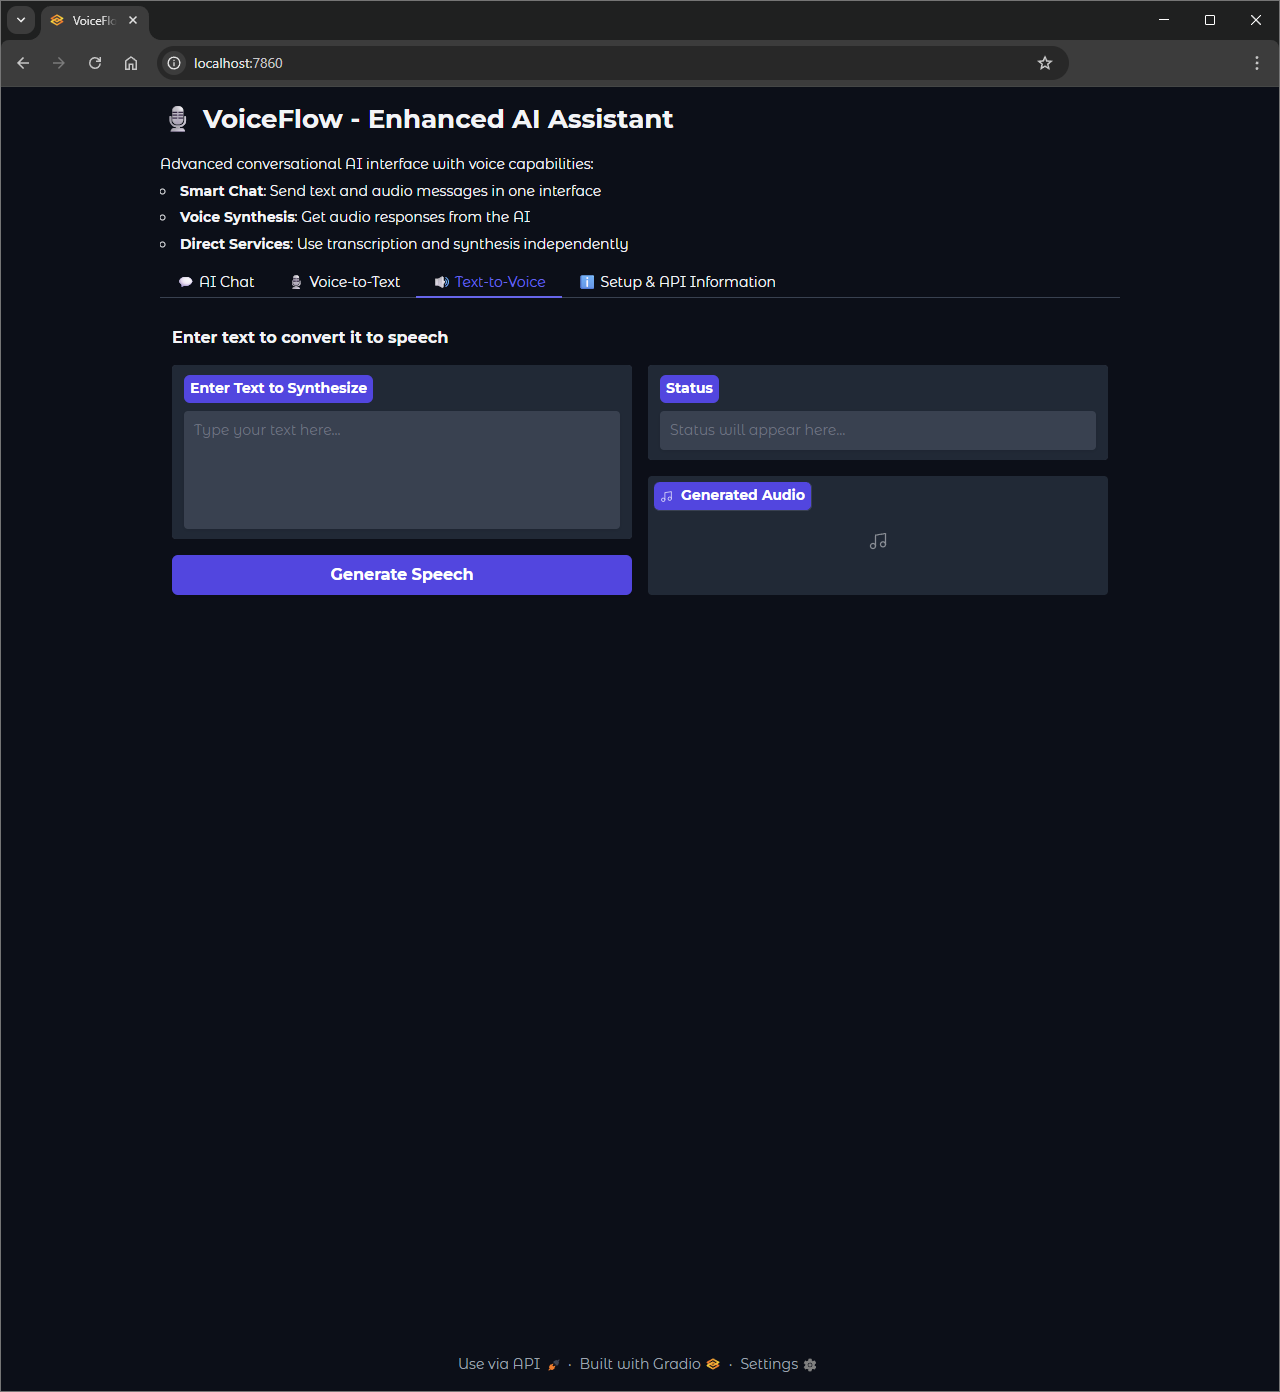 VoiceFlo
localhost:7860
VoiceFlow - Enhanced AI Assistant
Advanced conversational AI interface with voice capabilities:
Smart Chat: Send text and audio messages in one interface
Voice Synthesis: Get audio responses from the AI
Direct Services: Use transcription and synthesis independently
AI Chat Voice-to-Text Text-to-Voice Setup & API Information
Enter text to convert it to speech
Enter Text to Synthesize
Type your text here...
Generate Speech
Status
Status will appear here...
Generated Audio
Use via API · Built with Gradio · Settings